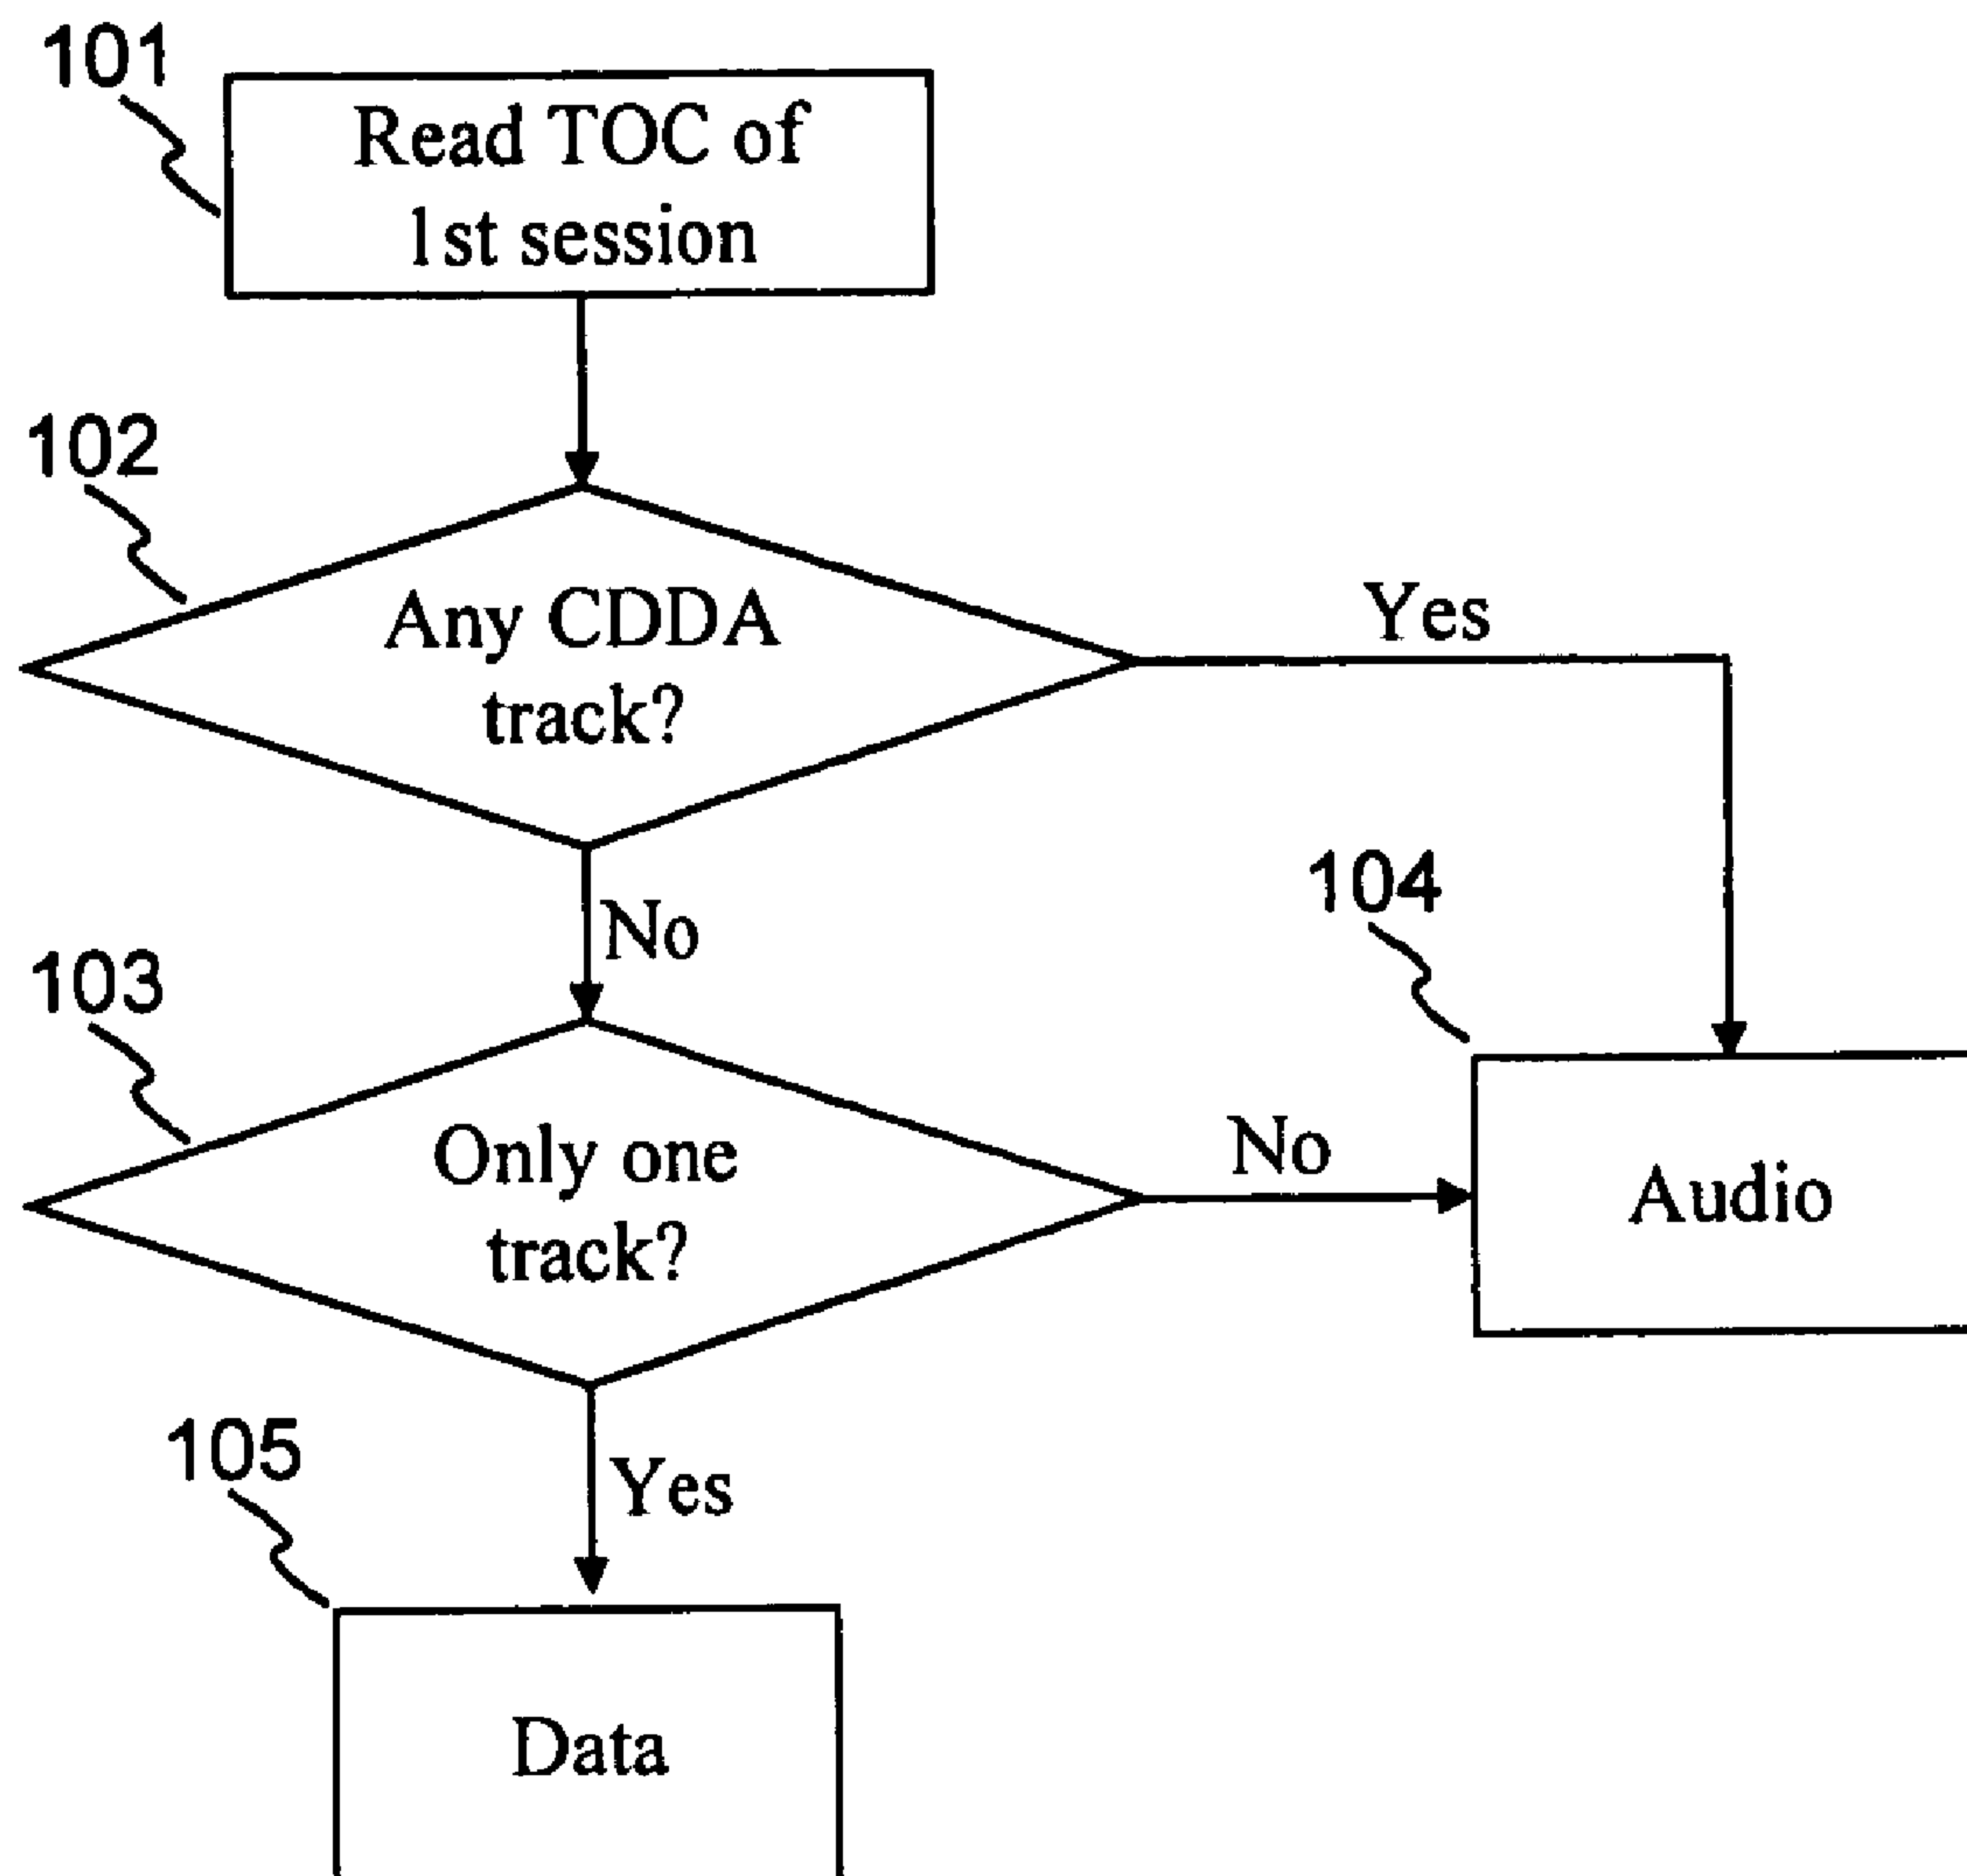 101
Read TOC of
1st session
102
Any CDDA
track?
Yes
No
103
104
Only one
track?
No
Audio
105
Yes
Data